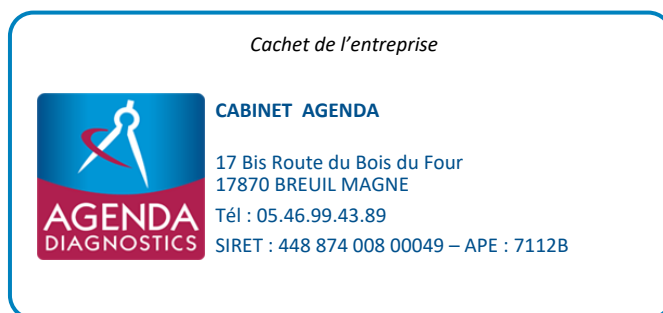 Cachet de l’entreprise
AGENDA
DIAGNOSTICS
CABINET AGENDA
17 Bis Route du Bois du Four
17870 BREUIL MAGNE
Tél : 05.46.99.43.89
SIRET : 448 874 008 00049 – APE : 7112B